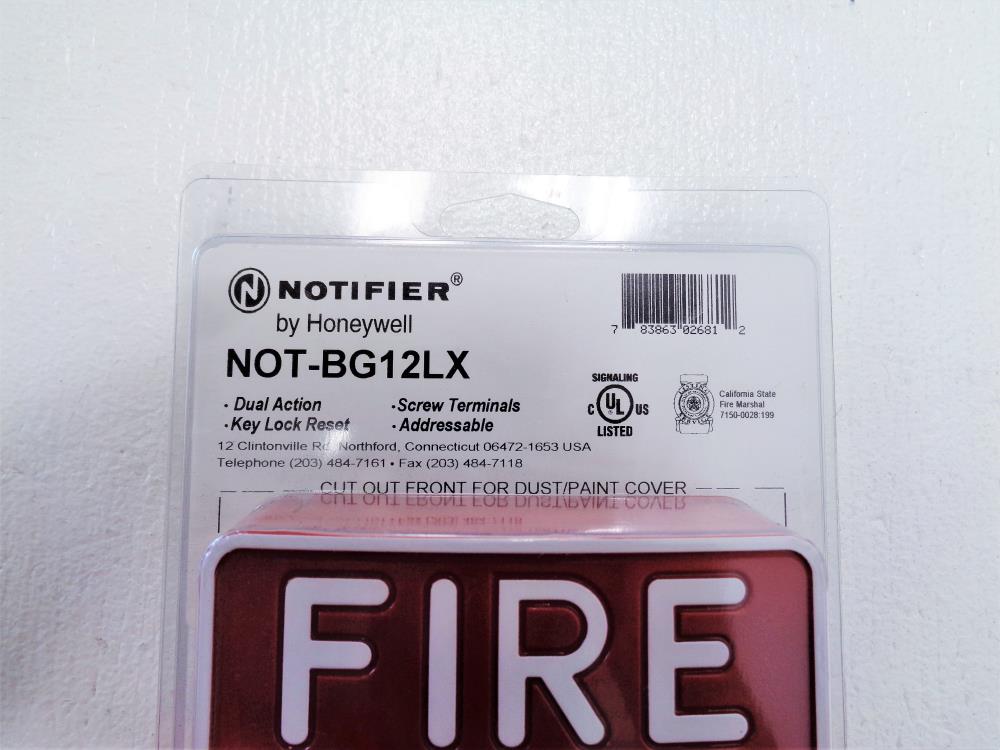 NOTIFIER®
by Honeywell
NOT-BG12LX
• Dual Action
• Key Lock Reset
• Screw Terminals
• Addressable
12 Clintonville Rd, Northford, Connecticut 06472-1653 USA
Telephone (203) 484-7161 • Fax (203) 484-7118
7 83863 02681 2
SIGNALING
C UL US
LISTED
California State
Fire Marshal
7150-0028:199
CUT OUT FRONT FOR DUST/PAINT COVER
FIRE